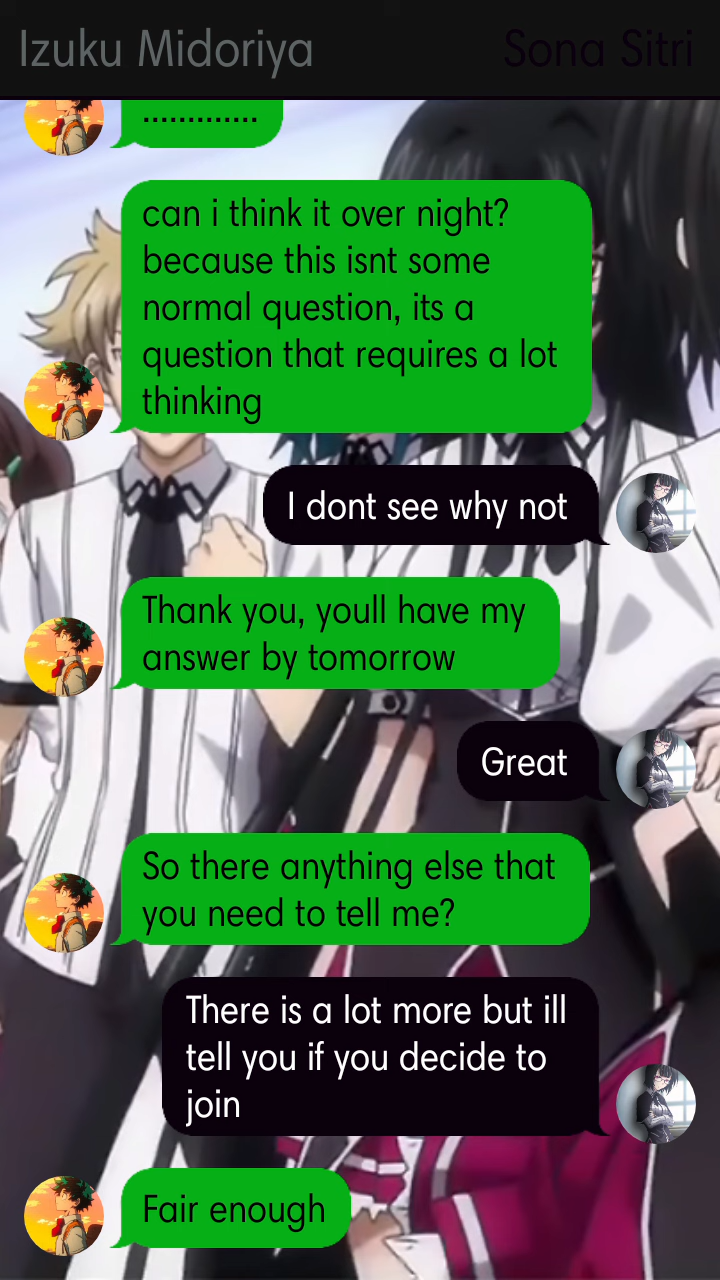 Izuku Midoriya
Sona Sitri
.............
can i think it over night?
because this isnt some
normal question, its a
question that requires a lot
thinking
I dont see why not
Thank you, youll have my
answer by tomorrow
Great
So there anything else that
you need to tell me?
There is a lot more but ill
tell you if you decide to
join
Fair enough